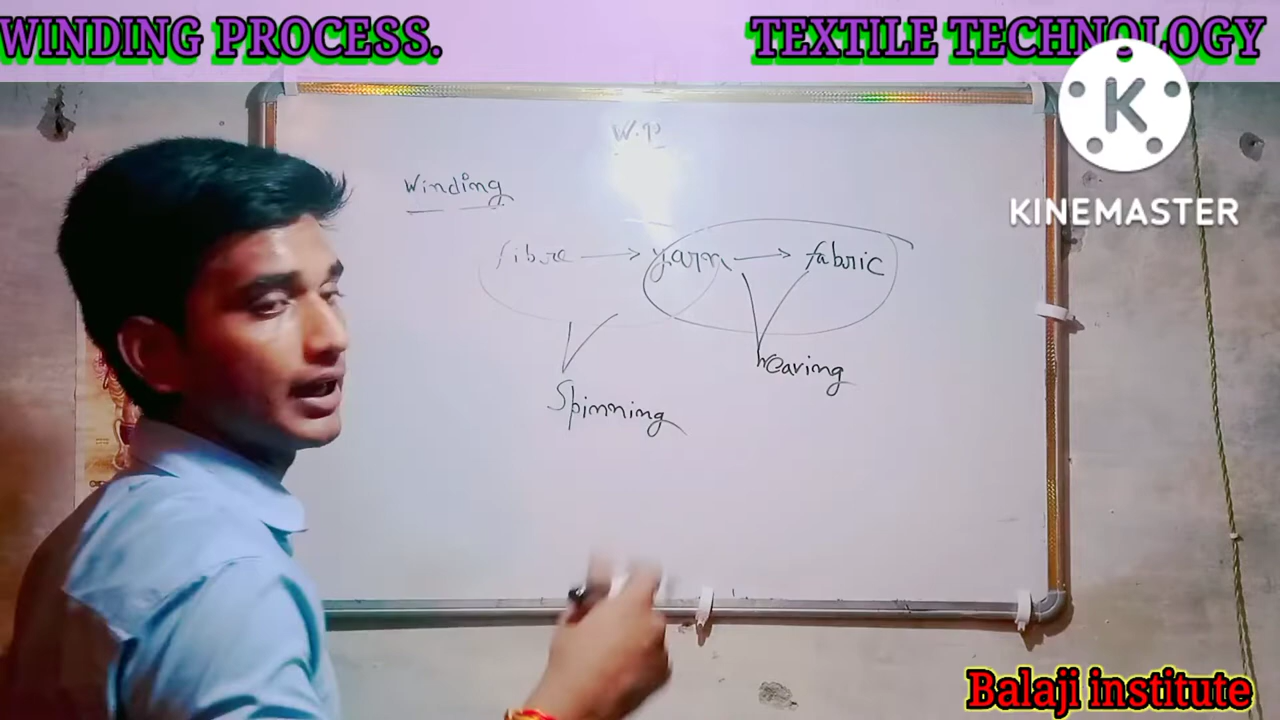 WINDING PROCESS. TEXTILE TECHNOLOGY
KINEMASTER
W.P
Winding
fibre → yarn → fabric
weaving
Spinning
Balaji institute